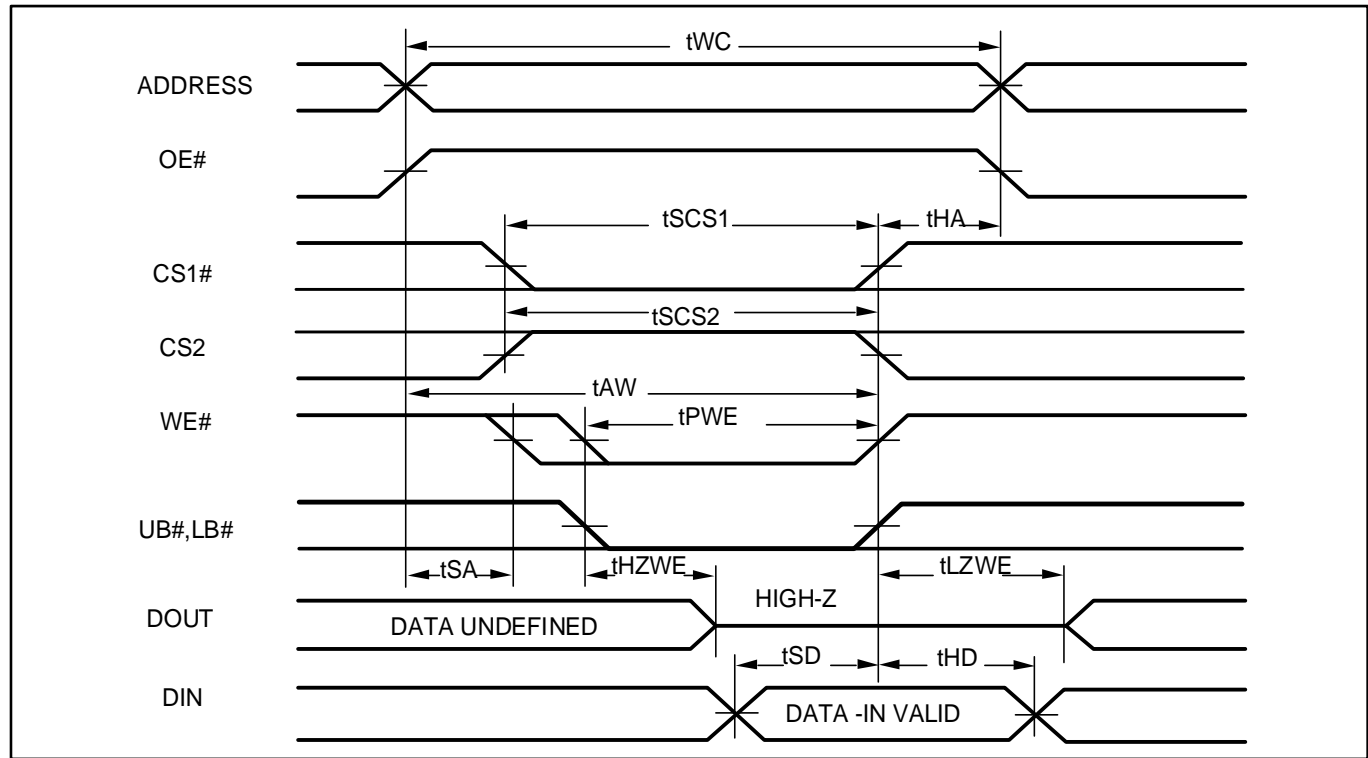 tWC
ADDRESS
OE#
tSCS1
tHA
CS1#
tSCS2
CS2
tAW
WE#
tPWE
UB#,LB#
tSA
tHZWE
tLZWE
DOUT
DATA UNDEFINED
HIGH-Z
tSD
tHD
DIN
DATA -IN VALID